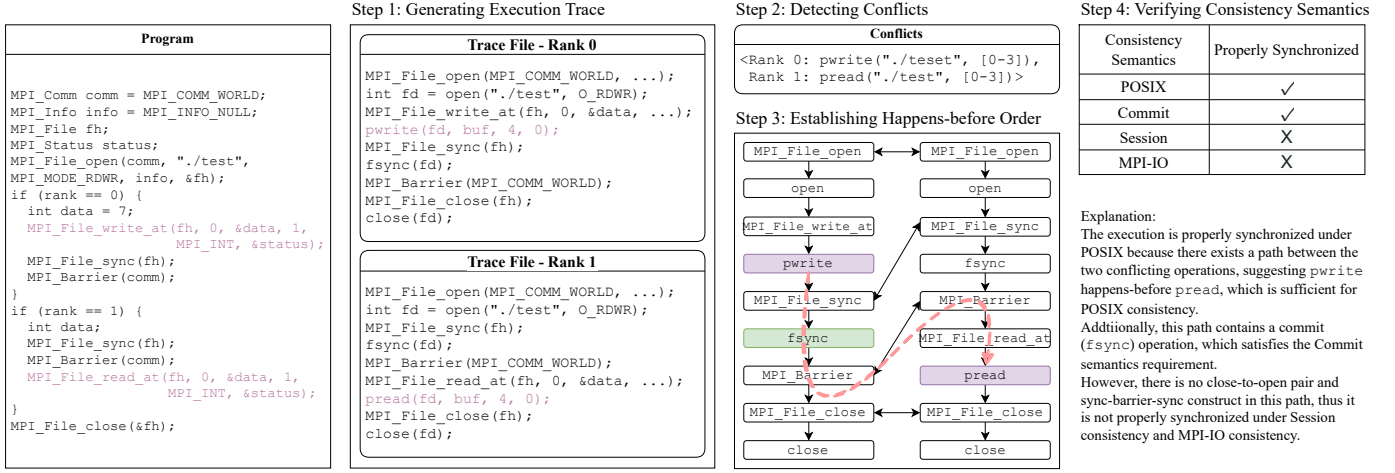 Program
MPI_Comm comm = MPI_COMM_WORLD;
MPI_Info info = MPI_INFO_NULL;
MPI_File fh;
MPI_Status status;
MPI_File_open(comm, "./test",
MPI_MODE_RDWR, info, &fh);
if (rank == 0) {
int data = 7;
MPI_File_write_at(fh, 0, &data, 1,
MPI_INT, &status);
MPI_File_sync(fh);
MPI_Barrier(comm);
}
if (rank == 1) {
int data;
MPI_File_sync(fh);
MPI_Barrier(comm);
MPI_File_read_at(fh, 0, &data, 1,
MPI_INT, &status);
}
MPI_File_close(&fh);
Step 1: Generating Execution Trace
Trace File - Rank 0
MPI_File_open(MPI_COMM_WORLD, ...);
int fd = open("./test", O_RDWR);
MPI_File_write_at(fh, 0, &data, ...);
pwrite(fd, buf, 4, 0);
MPI_File_sync(fh);
fsync(fd);
MPI_Barrier(MPI_COMM_WORLD);
MPI_File_close(fh);
close(fd);
Trace File - Rank 1
MPI_File_open(MPI_COMM_WORLD, ...);
int fd = open("./test", O_RDWR);
MPI_File_sync(fh);
fsync(fd);
MPI_Barrier(MPI_COMM_WORLD);
MPI_File_read_at(fh, 0, &data, ...);
pread(fd, buf, 4, 0);
MPI_File_close(fh);
close(fd);
Step 2: Detecting Conflicts
Conflicts
<Rank 0: pwrite("./teset", [0-3]),
Rank 1: pread("./test", [0-3])>
Step 3: Establishing Happens-before Order
MPI_File_open MPI_File_open
open open
MPI_File_write_at MPI_File_sync
pwrite fsync
MPI_File_sync MPI_Barrier
fsync MPI_File_read_at
MPI_Barrier pread
MPI_File_close MPI_File_close
close close
Step 4: Verifying Consistency Semantics
Consistency Semantics Properly Synchronized
POSIX ✓
Commit ✓
Session X
MPI-IO X
Explanation:
The execution is properly synchronized under
POSIX because there exists a path between the
two conflicting operations, suggesting pwrite
happens-before pread, which is sufficient for
POSIX consistency.
Addtiionally, this path contains a commit
(fsync) operation, which satisfies the Commit
semantics requirement.
However, there is no close-to-open pair and
sync-barrier-sync construct in this path, thus it
is not properly synchronized under Session
consistency and MPI-IO consistency.